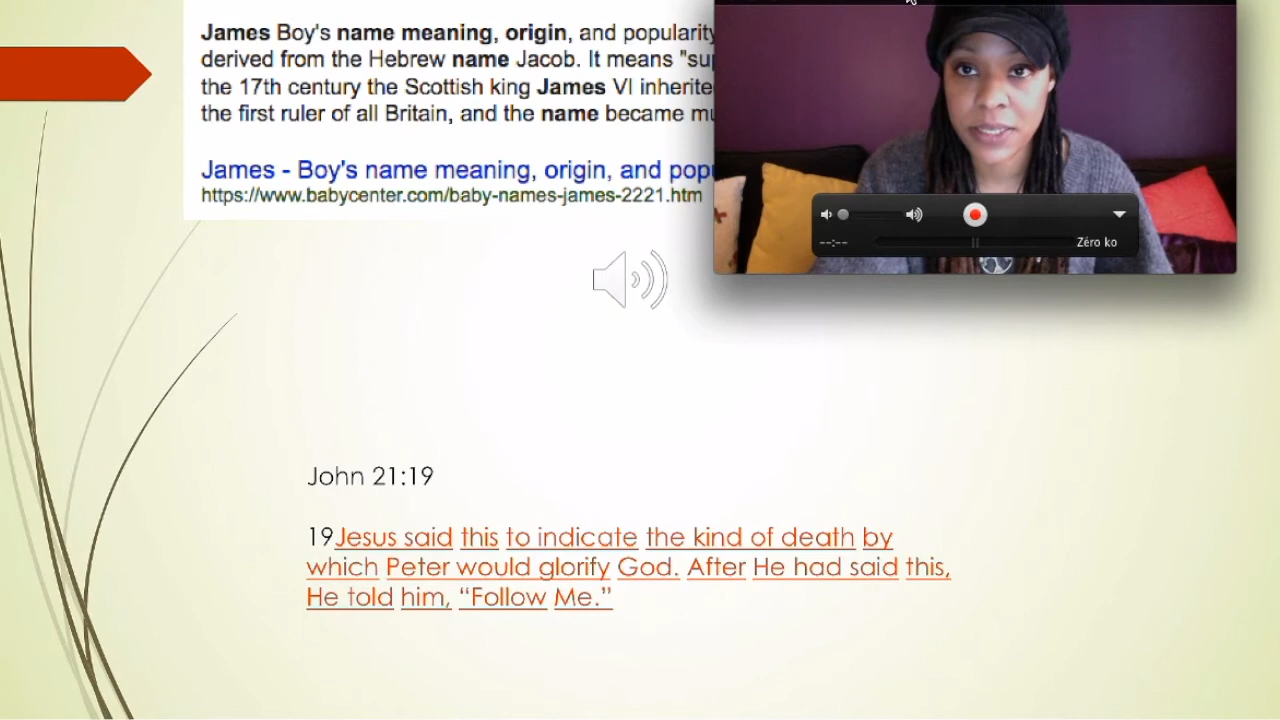 James Boy's name meaning, origin, and popularity
derived from the Hebrew name Jacob. It means "sup
the 17th century the Scottish king James VI inherite
the first ruler of all Britain, and the name became mu
James - Boy's name meaning, origin, and popu
https://www.babycenter.com/baby-names-james-2221.htm
--:--
Zéro ko
John 21:19
19Jesus said this to indicate the kind of death by
which Peter would glorify God. After He had said this,
He told him, “Follow Me.”